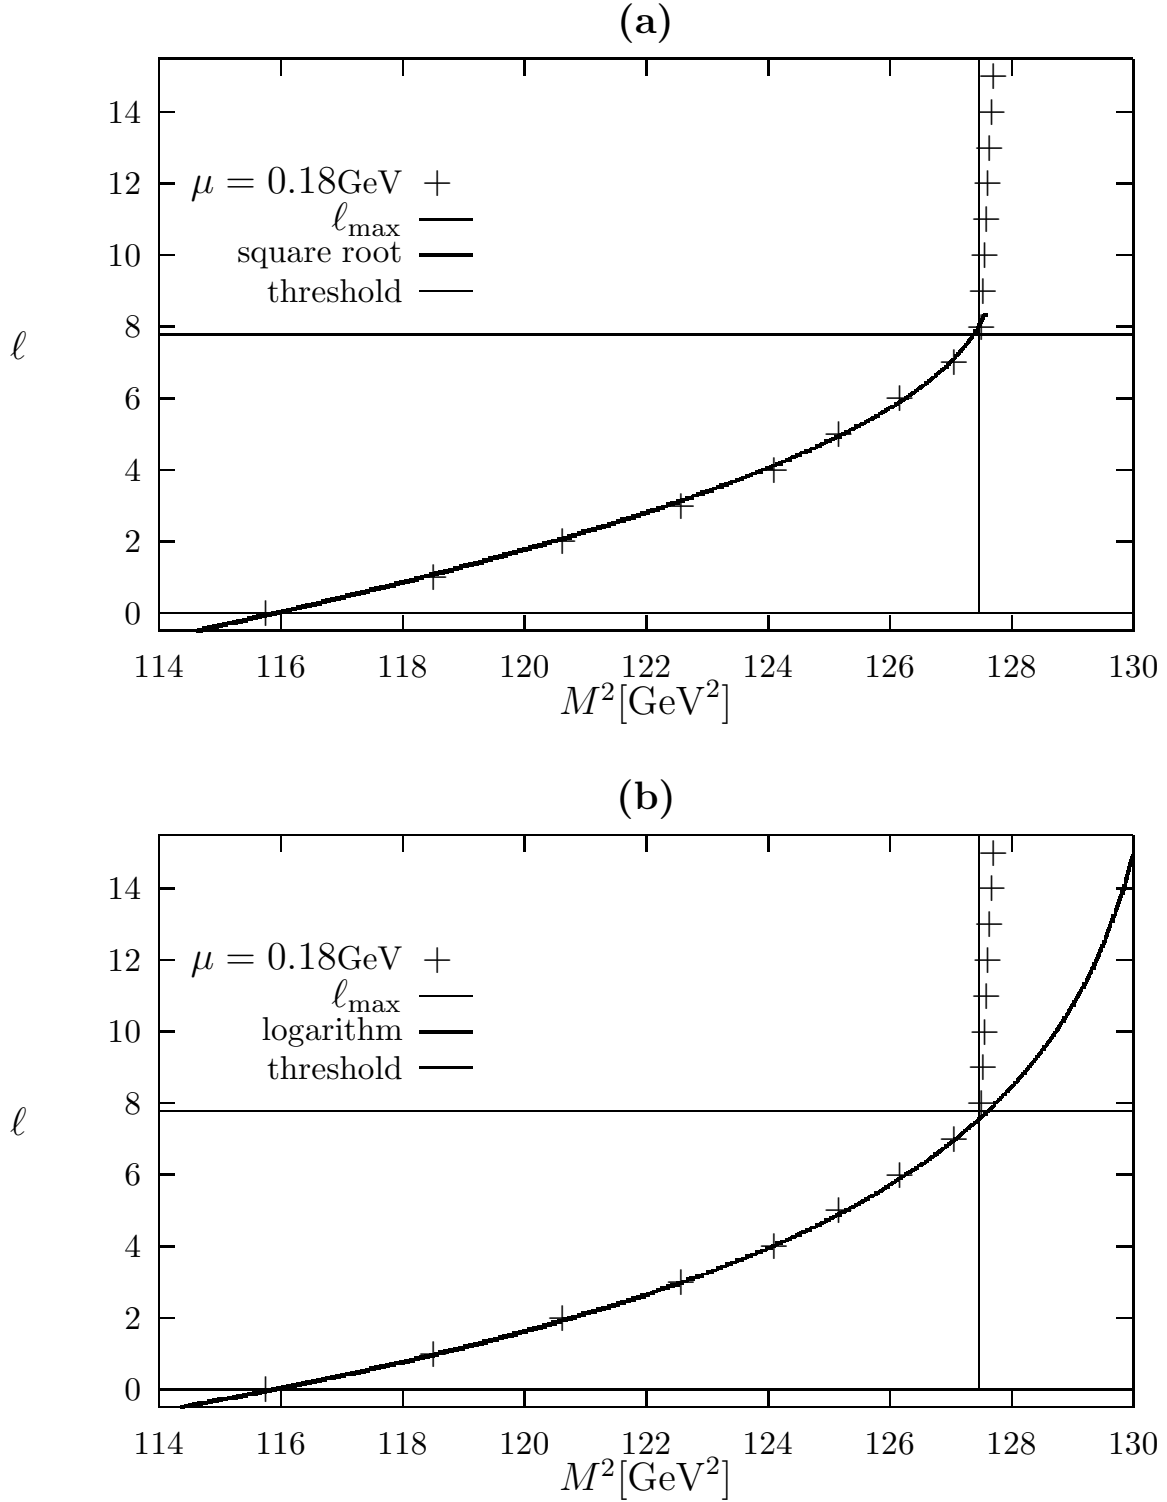 (a)
14
12
10
8
6
4
2
0
ℓ
μ = 0.18GeV
ℓmax
square root
threshold
114 116 118 120 122 124 126 128 130
M²[GeV²]
(b)
14
12
10
8
6
4
2
0
ℓ
μ = 0.18GeV
ℓmax
logarithm
threshold
114 116 118 120 122 124 126 128 130
M²[GeV²]